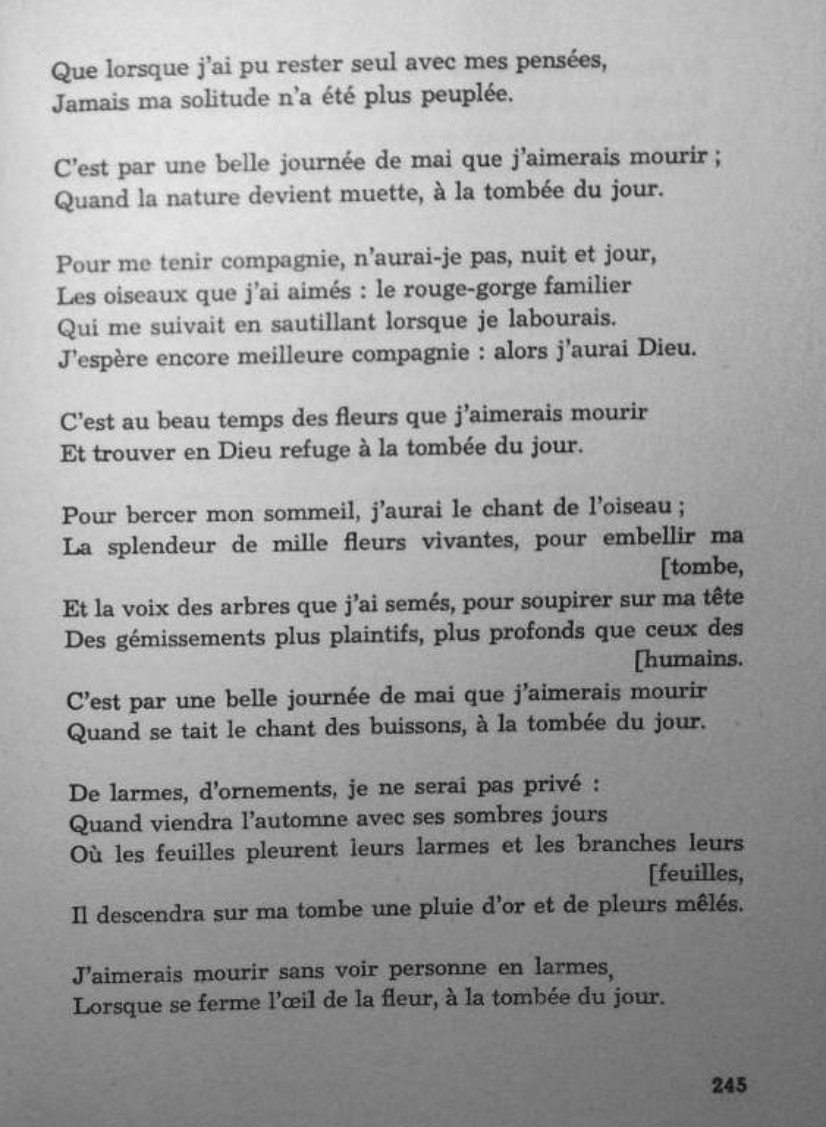 Que lorsque j'ai pu rester seul avec mes pensées,
Jamais ma solitude n'a été plus peuplée.
C'est par une belle journée de mai que j'aimerais mourir ;
Quand la nature devient muette, à la tombée du jour.
Pour me tenir compagnie, n'aurai-je pas, nuit et jour,
Les oiseaux que j'ai aimés : le rouge-gorge familier
Qui me suivait en sautillant lorsque je labourais.
J'espère encore meilleure compagnie : alors j'aurai Dieu.
C'est au beau temps des fleurs que j'aimerais mourir
Et trouver en Dieu refuge à la tombée du jour.
Pour bercer mon sommeil, j'aurai le chant de l'oiseau ;
La splendeur de mille fleurs vivantes, pour embellir ma
[tombe,
Et la voix des arbres que j'ai semés, pour soupirer sur ma tête
Des gémissements plus plaintifs, plus profonds que ceux des
[humains.
C'est par une belle journée de mai que j'aimerais mourir
Quand se tait le chant des buissons, à la tombée du jour.
De larmes, d'ornements, je ne serai pas privé :
Quand viendra l'automne avec ses sombres jours
Où les feuilles pleurent leurs larmes et les branches leurs
[feuilles,
Il descendra sur ma tombe une pluie d'or et de pleurs mêlés.
J'aimerais mourir sans voir personne en larmes,
Lorsque se ferme l'œil de la fleur, à la tombée du jour.
245